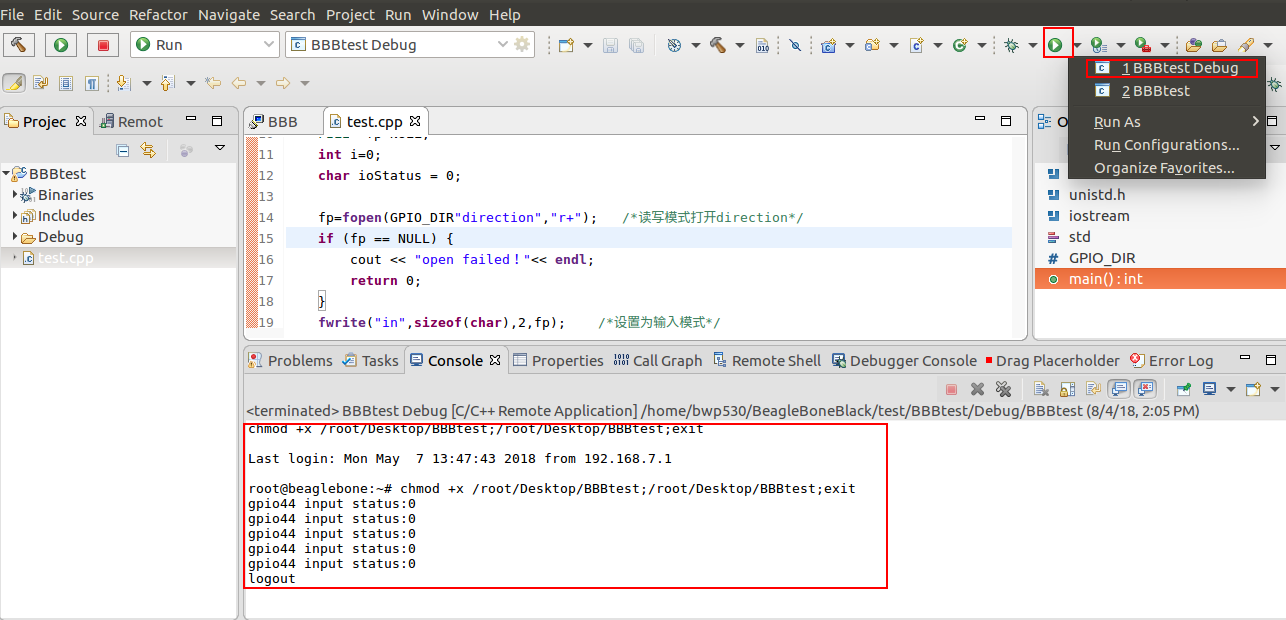 File Edit Source Refactor Navigate Search Project Run Window Help
Run
BBBtest Debug
010
1 BBBtest Debug
2 BBBtest
Run As
Run Configurations...
Organize Favorites...
Projec
Remot
BBBtest
Binaries
Includes
Debug
test.cpp
BBB
test.cpp
11 int i=0;
12 char ioStatus = 0;
13
14 fp=fopen(GPIO_DIR"direction","r+"); /*读写模式打开direction*/
15 if (fp == NULL) {
16 cout << "open failed！"<< endl;
17 return 0;
18 }
19 fwrite("in",sizeof(char),2,fp); /*设置为输入模式*/
O
unistd.h
iostream
std
GPIO_DIR
main() : int
Problems Tasks Console Properties Call Graph Remote Shell Debugger Console Drag Placeholder Error Log
<terminated> BBBtest Debug [C/C++ Remote Application] /home/bwp530/BeagleBoneBlack/test/BBBtest/Debug/BBBtest (8/4/18, 2:05 PM)
chmod +x /root/Desktop/BBBtest;/root/Desktop/BBBtest;exit
Last login: Mon May  7 13:47:43 2018 from 192.168.7.1
root@beaglebone:~# chmod +x /root/Desktop/BBBtest;/root/Desktop/BBBtest;exit
gpio44 input status:0
gpio44 input status:0
gpio44 input status:0
gpio44 input status:0
gpio44 input status:0
logout